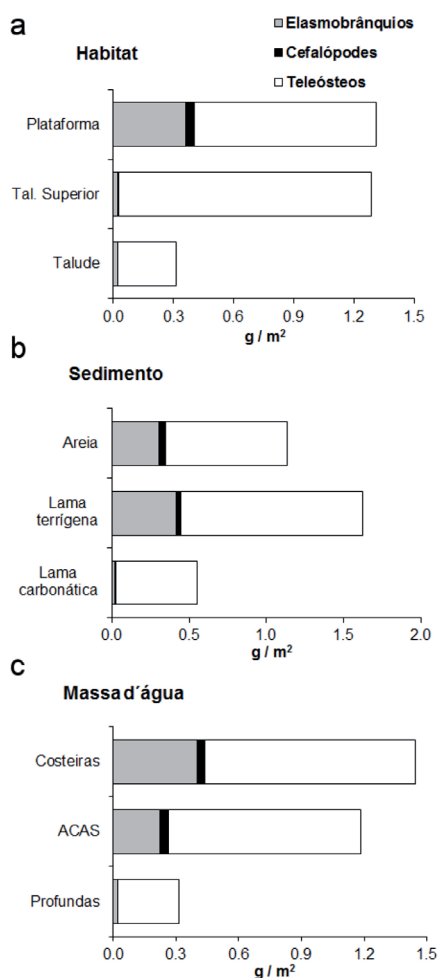 a
Elasmobrânquios
Cefalópodes
Teleósteos
Habitat
Plataforma
Tal. Superior
Talude
0.0 0.3 0.6 0.9 1.2 1.5
g / m²
b
Sedimento
Areia
Lama
terrígena
Lama
carbonática
0.0 0.5 1.0 1.5 2.0
g / m²
c
Massa d´água
Costeiras
ACAS
Profundas
0.0 0.3 0.6 0.9 1.2 1.5
g / m²